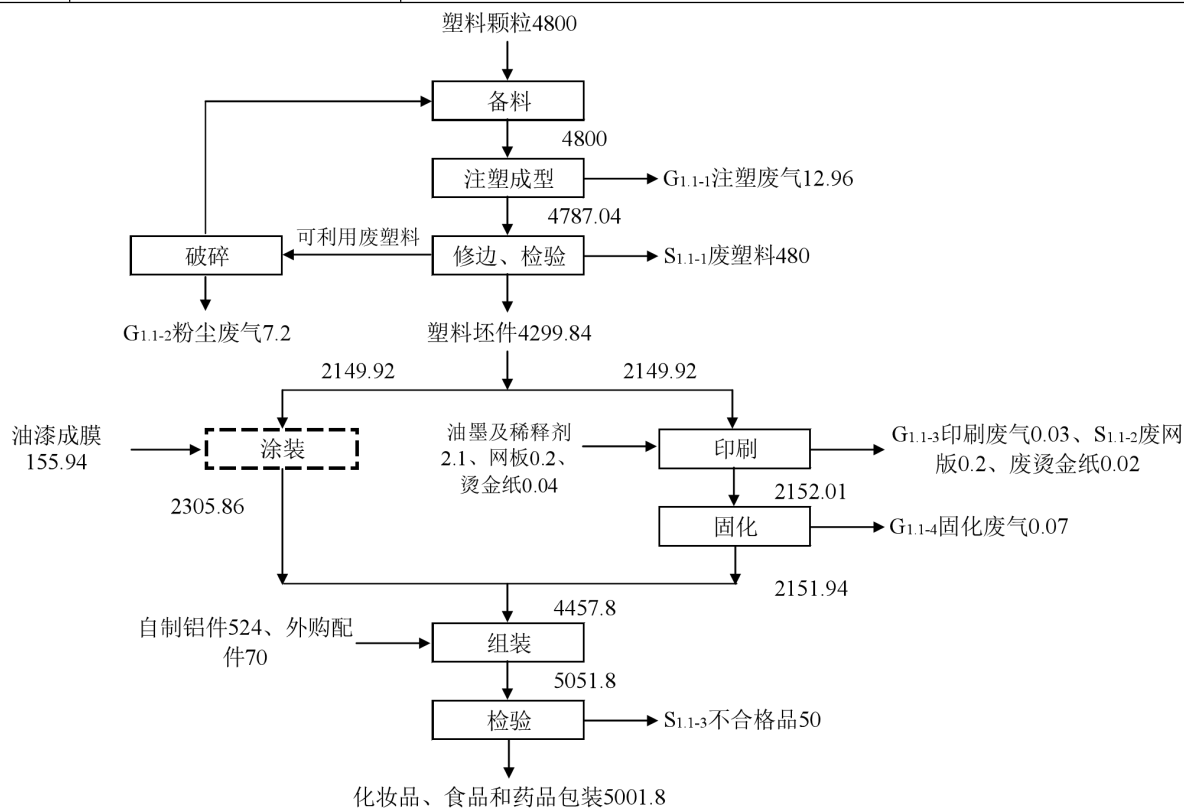 塑料颗粒4800
备料
4800
注塑成型
G1.1-1注塑废气12.96
4787.04
可利用废塑料
破碎
修边、检验
S1.1-1废塑料480
G1.1-2粉尘废气7.2
塑料坯件4299.84
2149.92
2149.92
油漆成膜
155.94
涂装
油墨及稀释剂
2.1、网板0.2、
烫金纸0.04
印刷
G1.1-3印刷废气0.03、S1.1-2废网
版0.2、废烫金纸0.02
2305.86
2152.01
固化
G1.1-4固化废气0.07
2151.94
4457.8
自制铝件524、外购配
件70
组装
5051.8
检验
S1.1-3不合格品50
化妆品、食品和药品包装5001.8